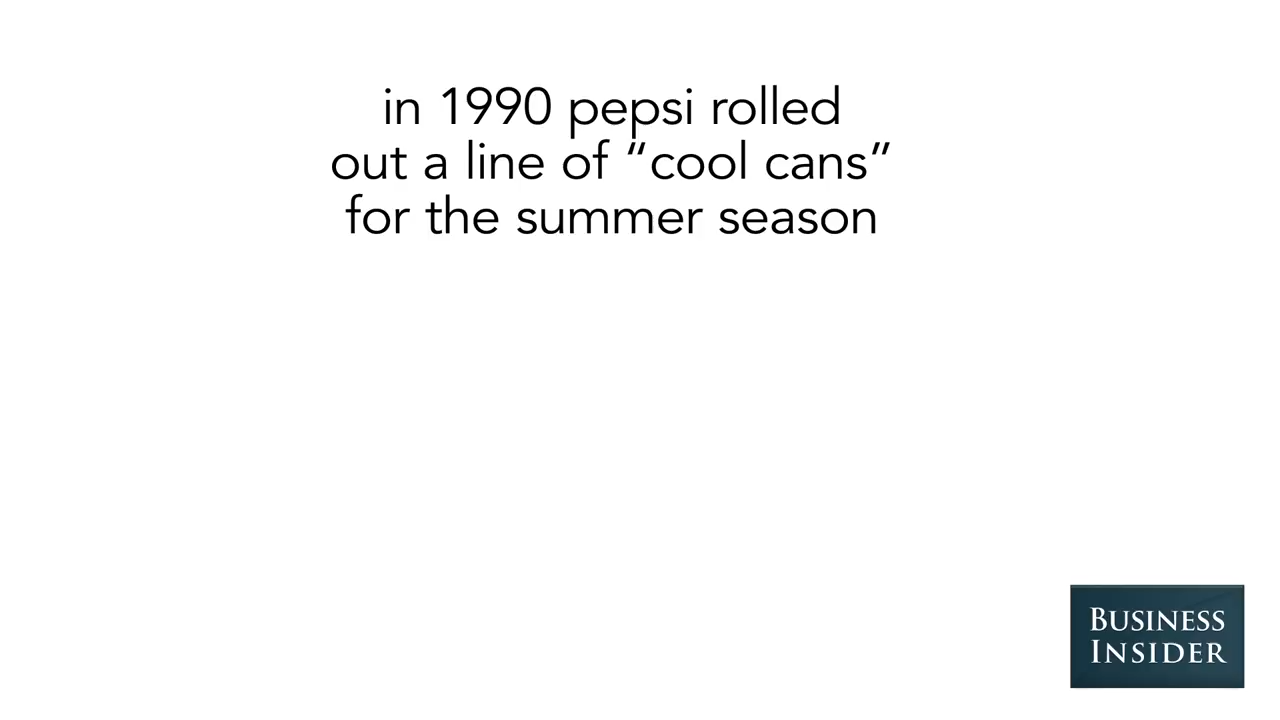 in 1990 pepsi rolled
out a line of “cool cans”
for the summer season
BUSINESS
INSIDER